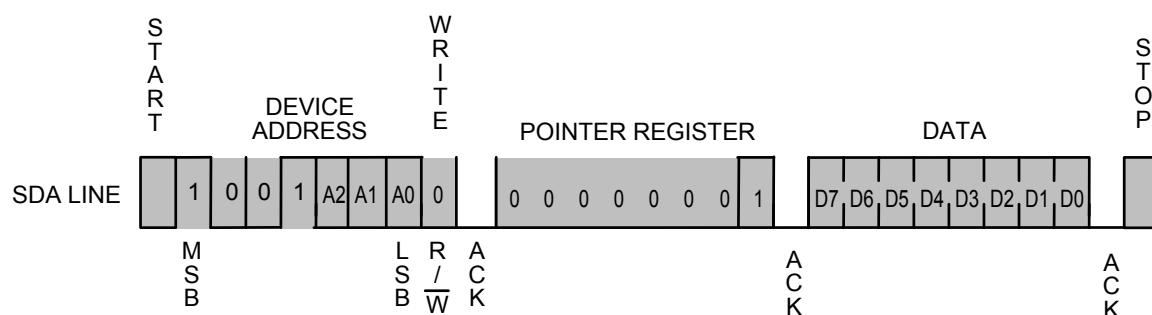 START
DEVICE
ADDRESS
WRITE
POINTER REGISTER
DATA
STOP
SDA LINE
1 0 0 1 A2 A1 A0 0
0 0 0 0 0 0 0 1
D7 D6 D5 D4 D3 D2 D1 D0
MSB
LSB
R/W
ACK
ACK
ACK